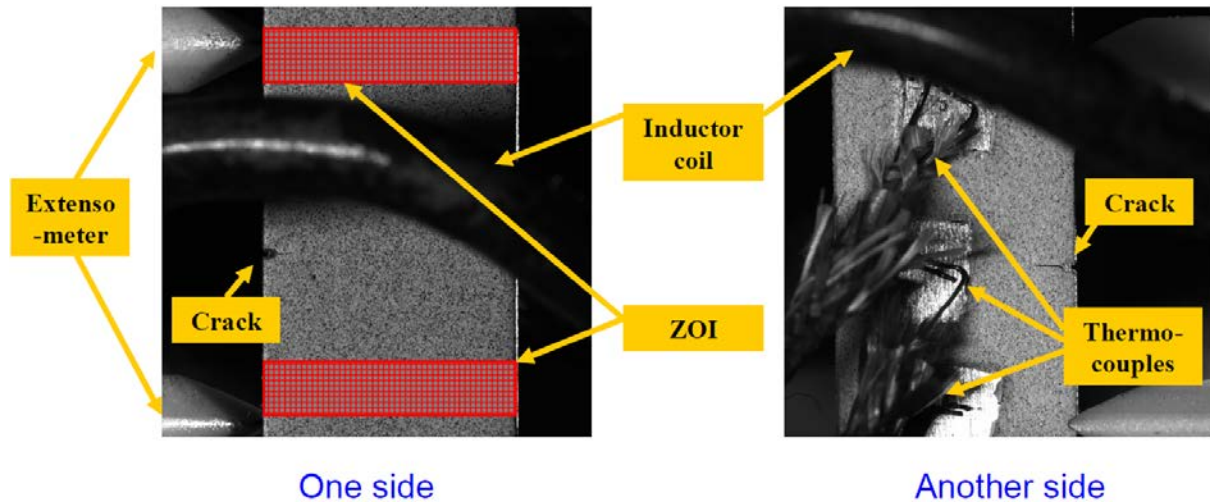 Extenso
-meter
Crack
Inductor
coil
ZOI
Crack
Thermo-
couples
One side
Another side